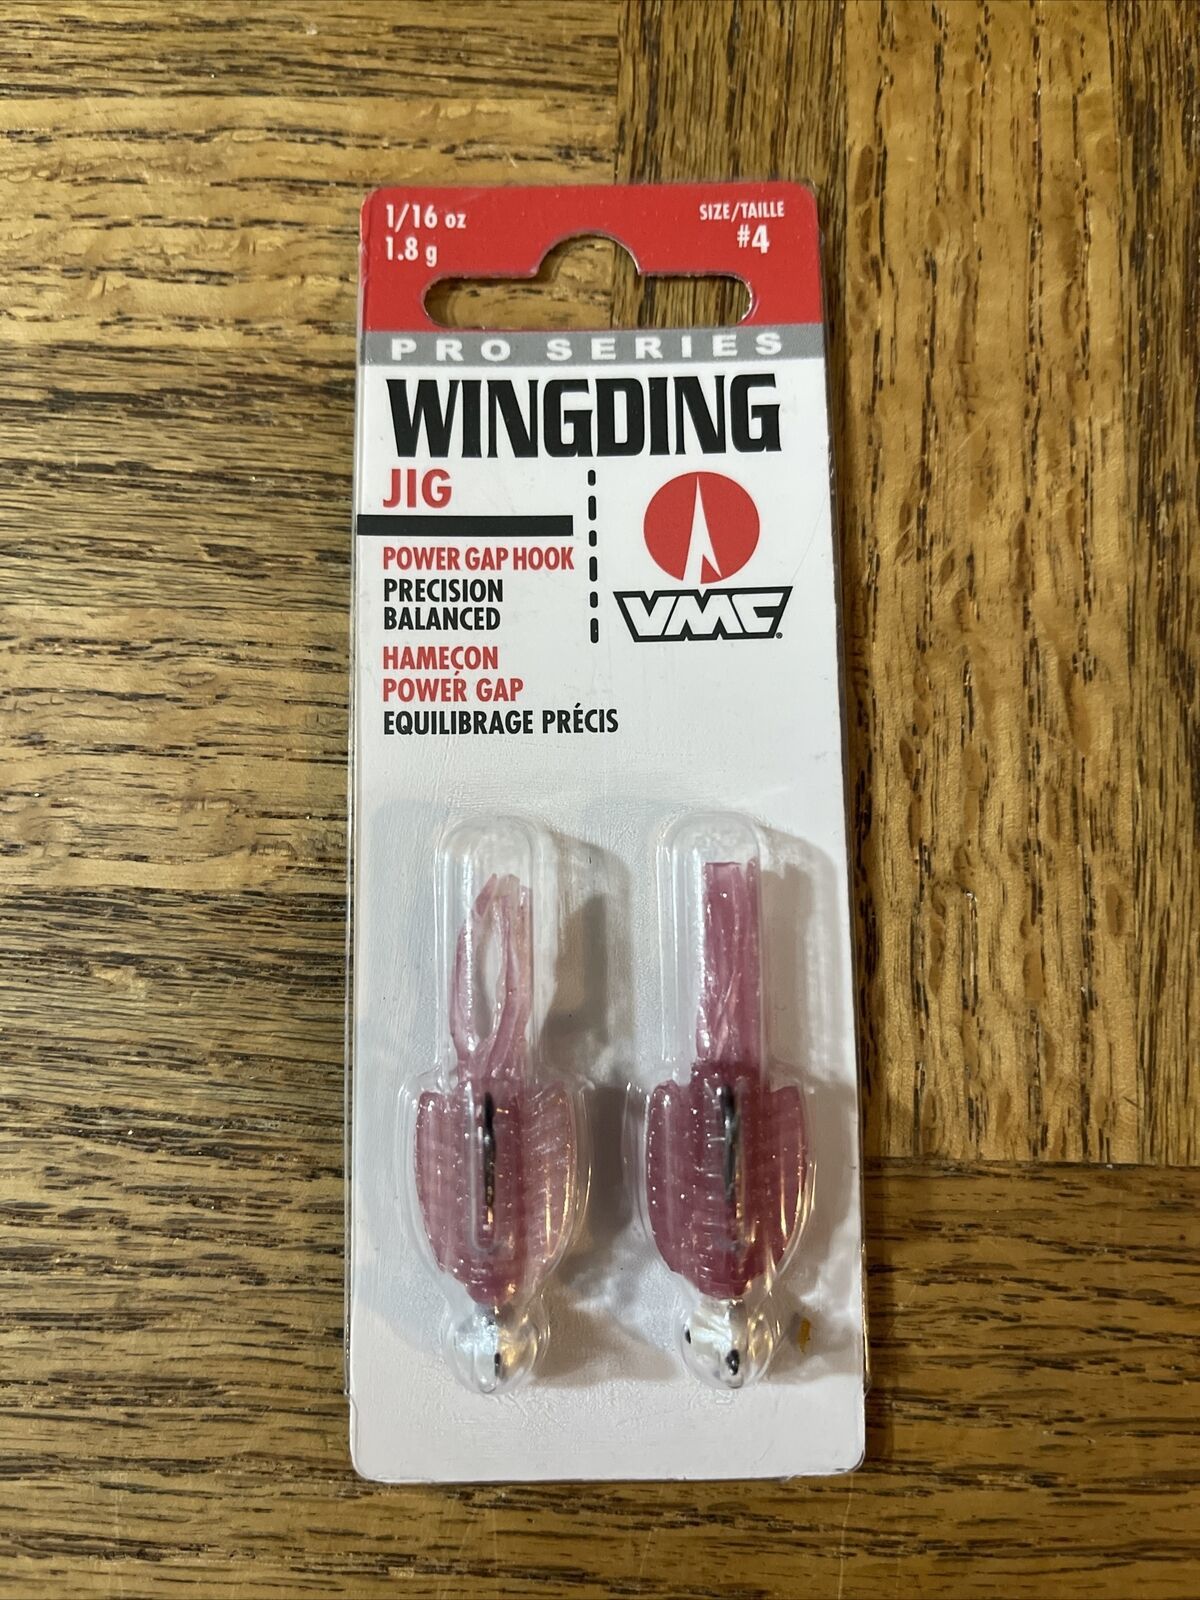 1/16 oz
1.8 g
SIZE/TAILLE
#4
PRO SERIES
WINGDING
JIG
POWER GAP HOOK
PRECISION
BALANCED
HAMEÇON
POWER GAP
EQUILIBRAGE PRÉCIS
VMC®